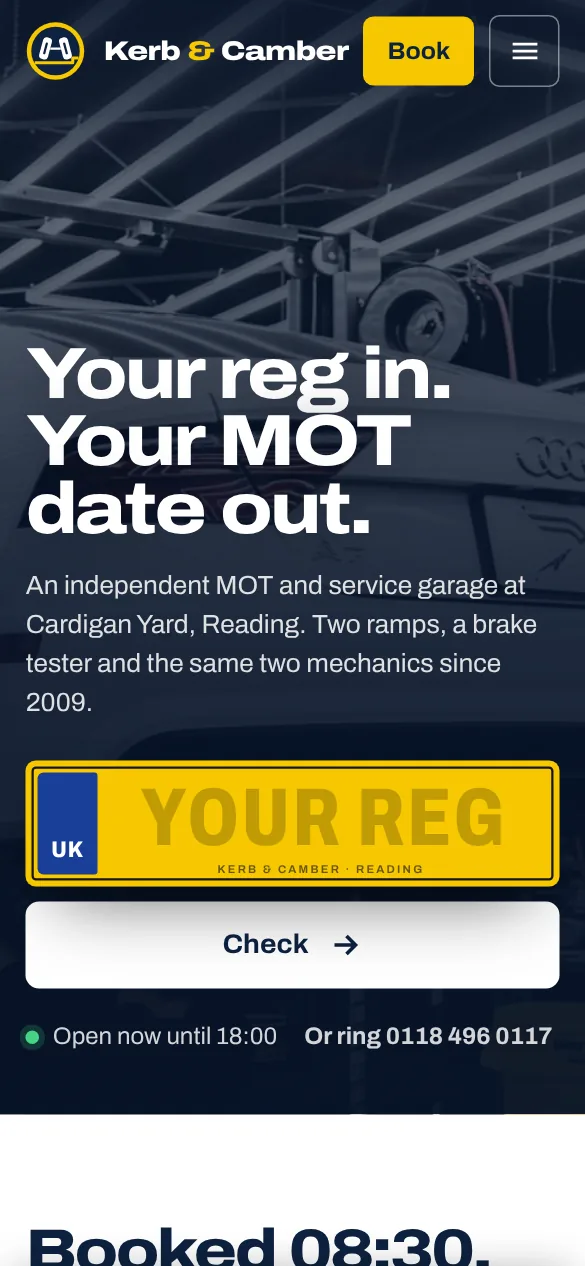 Kerb & Camber
Book
Your reg in.
Your MOT
date out.
An independent MOT and service garage at
Cardigan Yard, Reading. Two ramps, a brake
tester and the same two mechanics since
2009.
YOUR REG
UK
KERB & CAMBER · READING
Check
Open now until 18:00
Or ring 0118 496 0117
Booked 08:30.